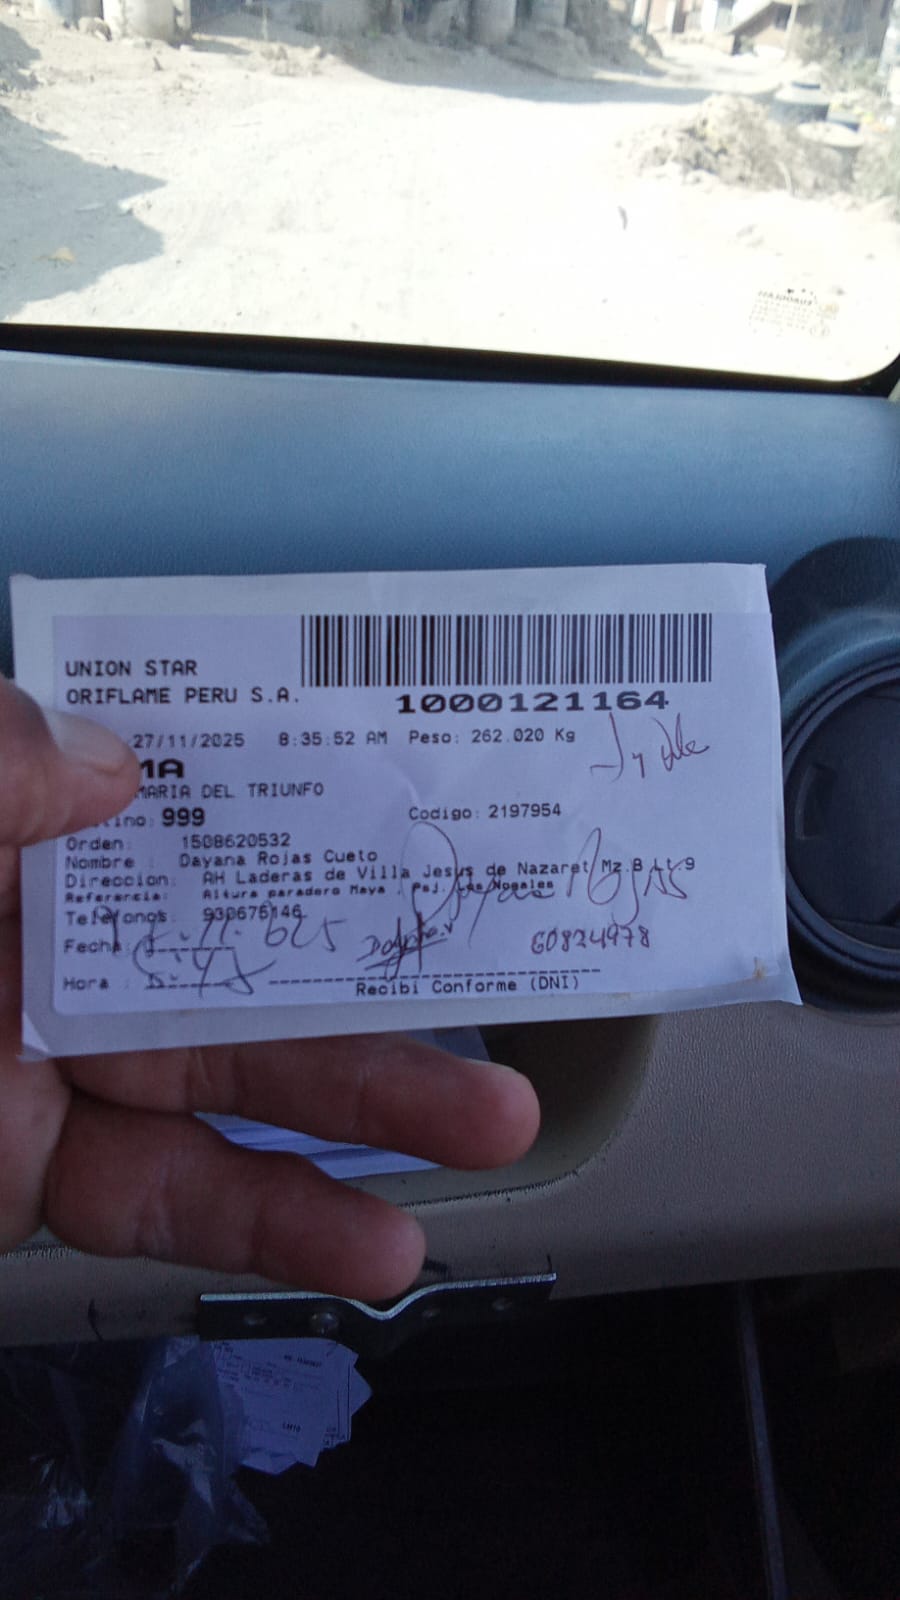 UNION STAR
ORIFLAME PERU S.A.
1000121164
27/11/2025 8:35:52 AM Peso: 262.020 Kg
MA
MARIA DEL TRIUNFO
tino: 999 Codigo: 2197954
Orden: 1508620532
Nombre : Dayana Rojas Cueto
Direccion: AH Laderas de Villa Jesus de Nazaret Mz B Lt 9
Referencia: Altura paradero Maya . Psj. Los Nogales
Telefonos: 930675146
Fecha:
60824978
Hora :
Recibi Conforme (DNI)